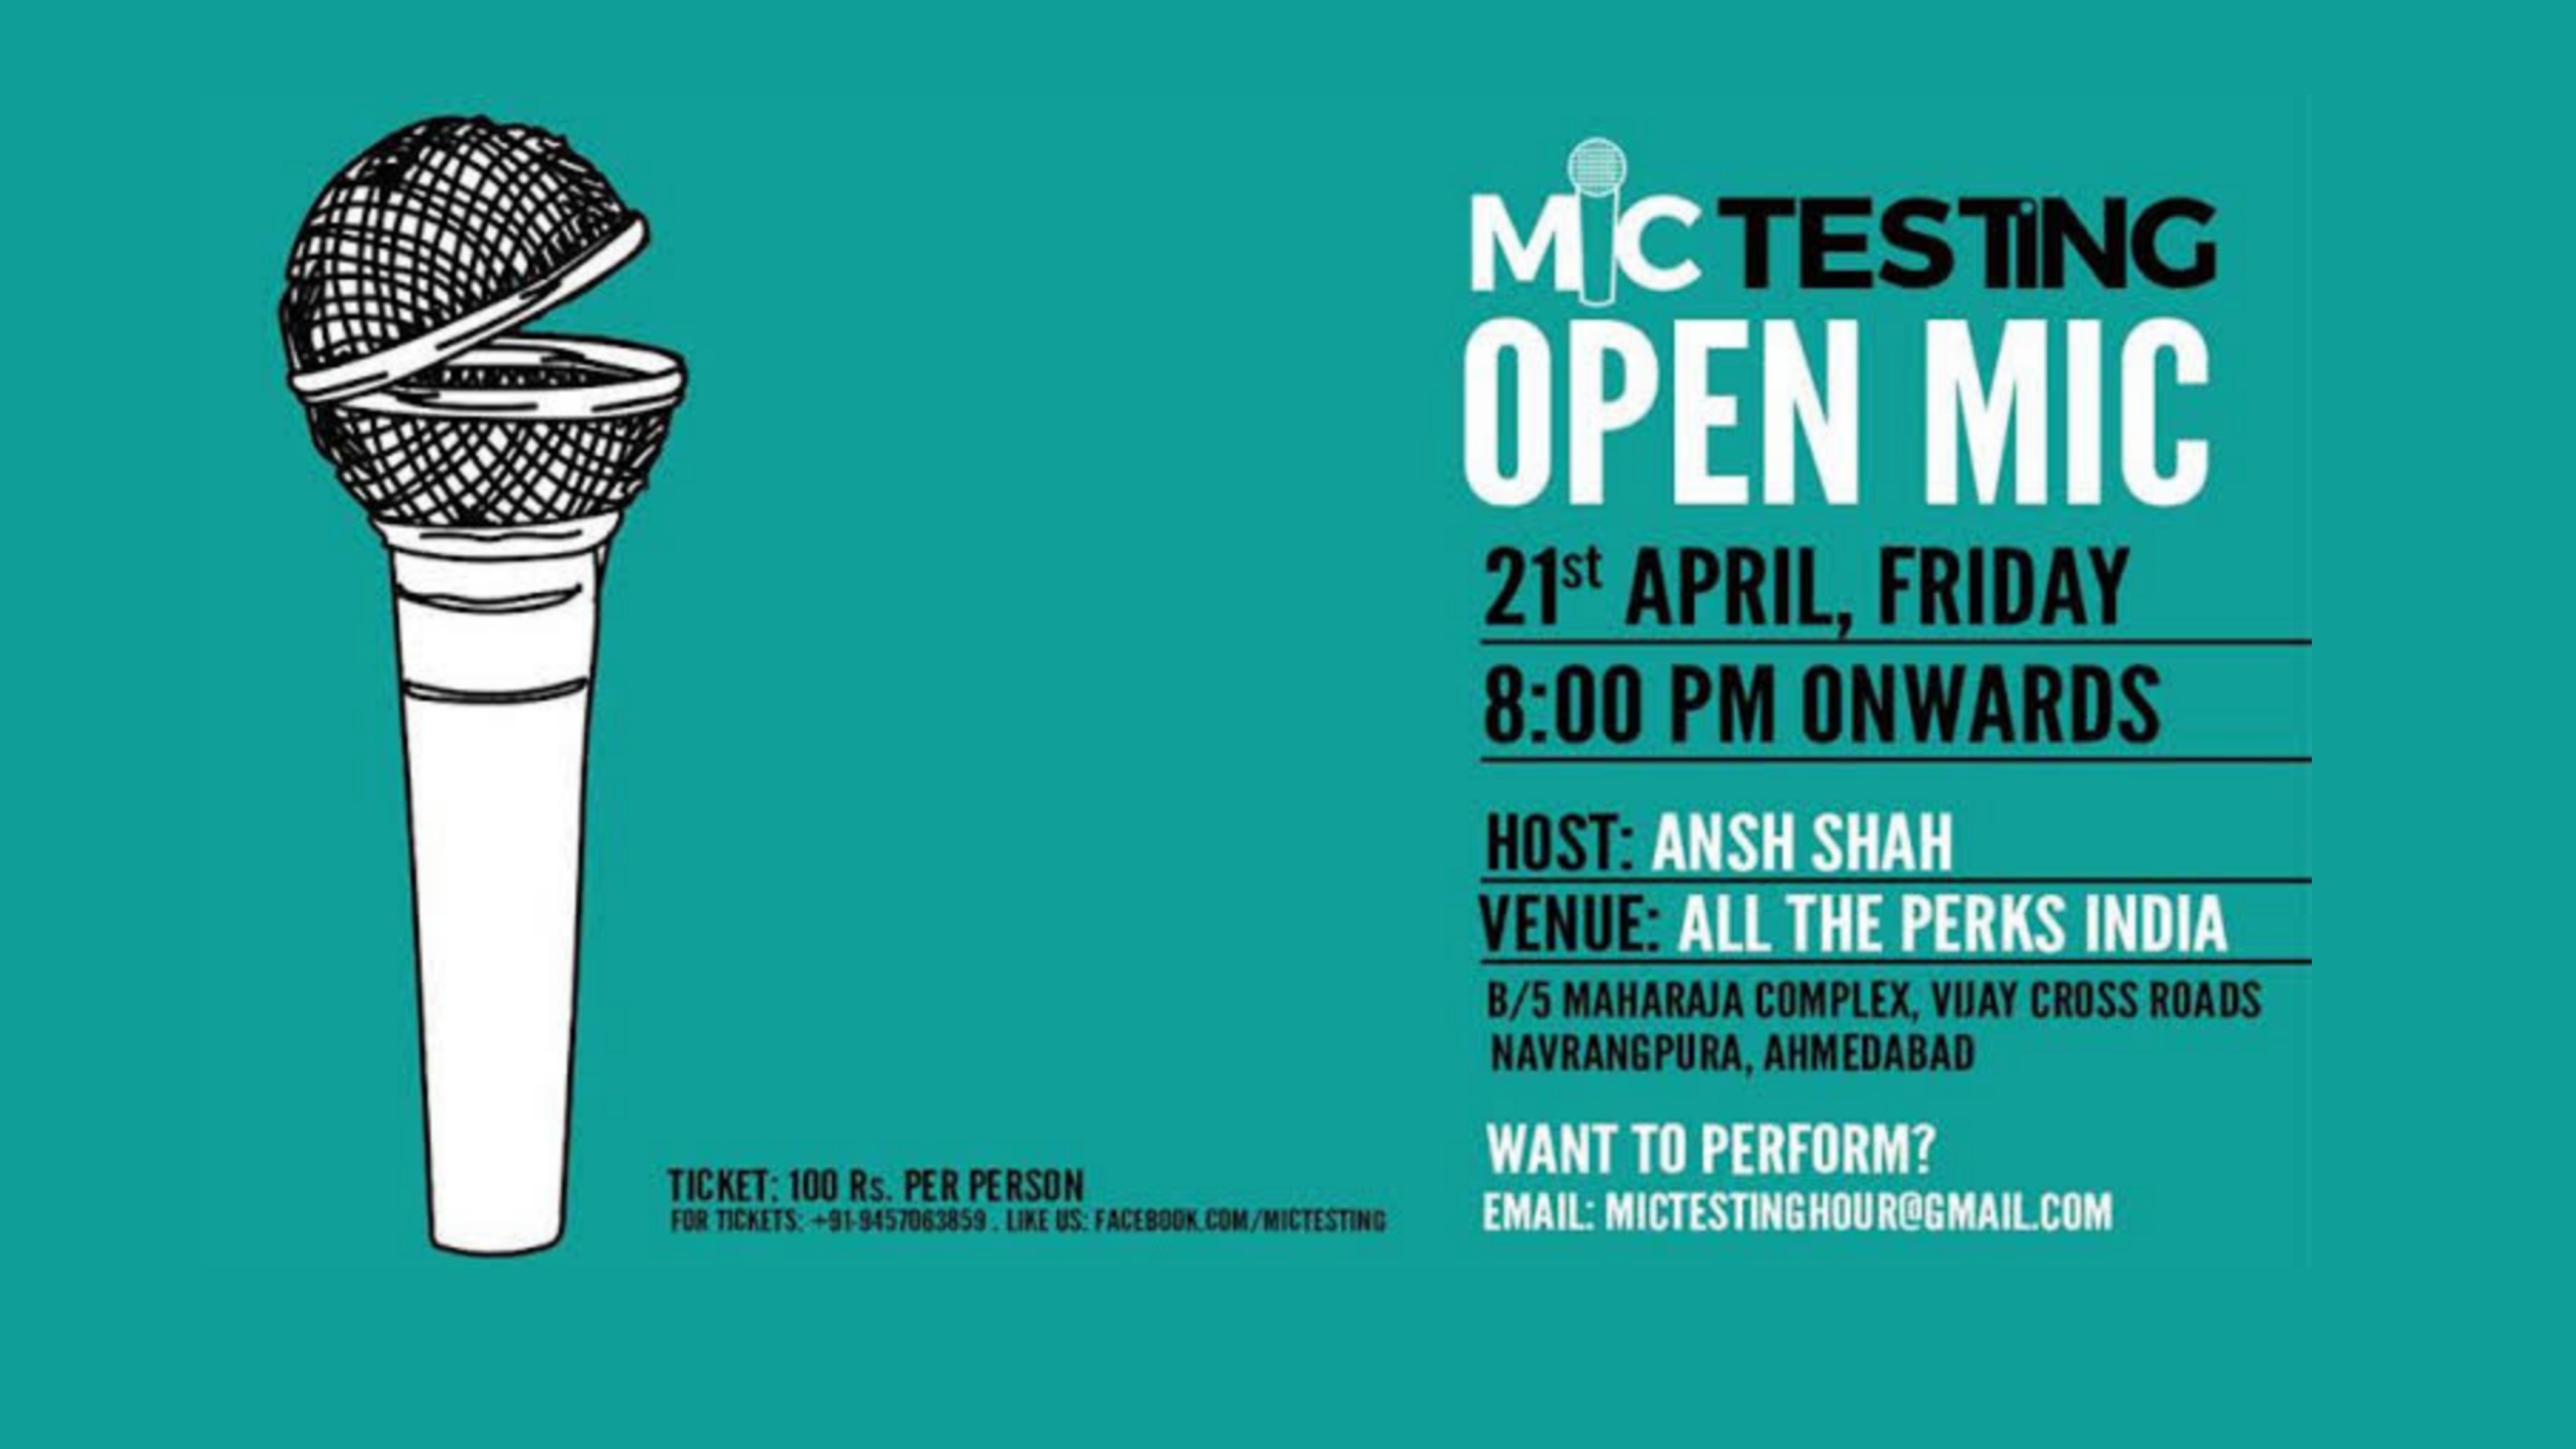 MIC TESTING
OPEN MIC
21st APRIL, FRIDAY
8:00 PM ONWARDS
HOST: ANSH SHAH
VENUE: ALL THE PERKS INDIA
B/5 MAHARAJA COMPLEX, VIJAY CROSS ROADS
NAVRANGPURA, AHMEDABAD
WANT TO PERFORM?
EMAIL: MICTESTINGHOUR@GMAIL.COM
TICKET: 100 Rs. PER PERSON
FOR TICKETS: +91-9457063859 . LIKE US: FACEBOOK.COM/MICTESTING